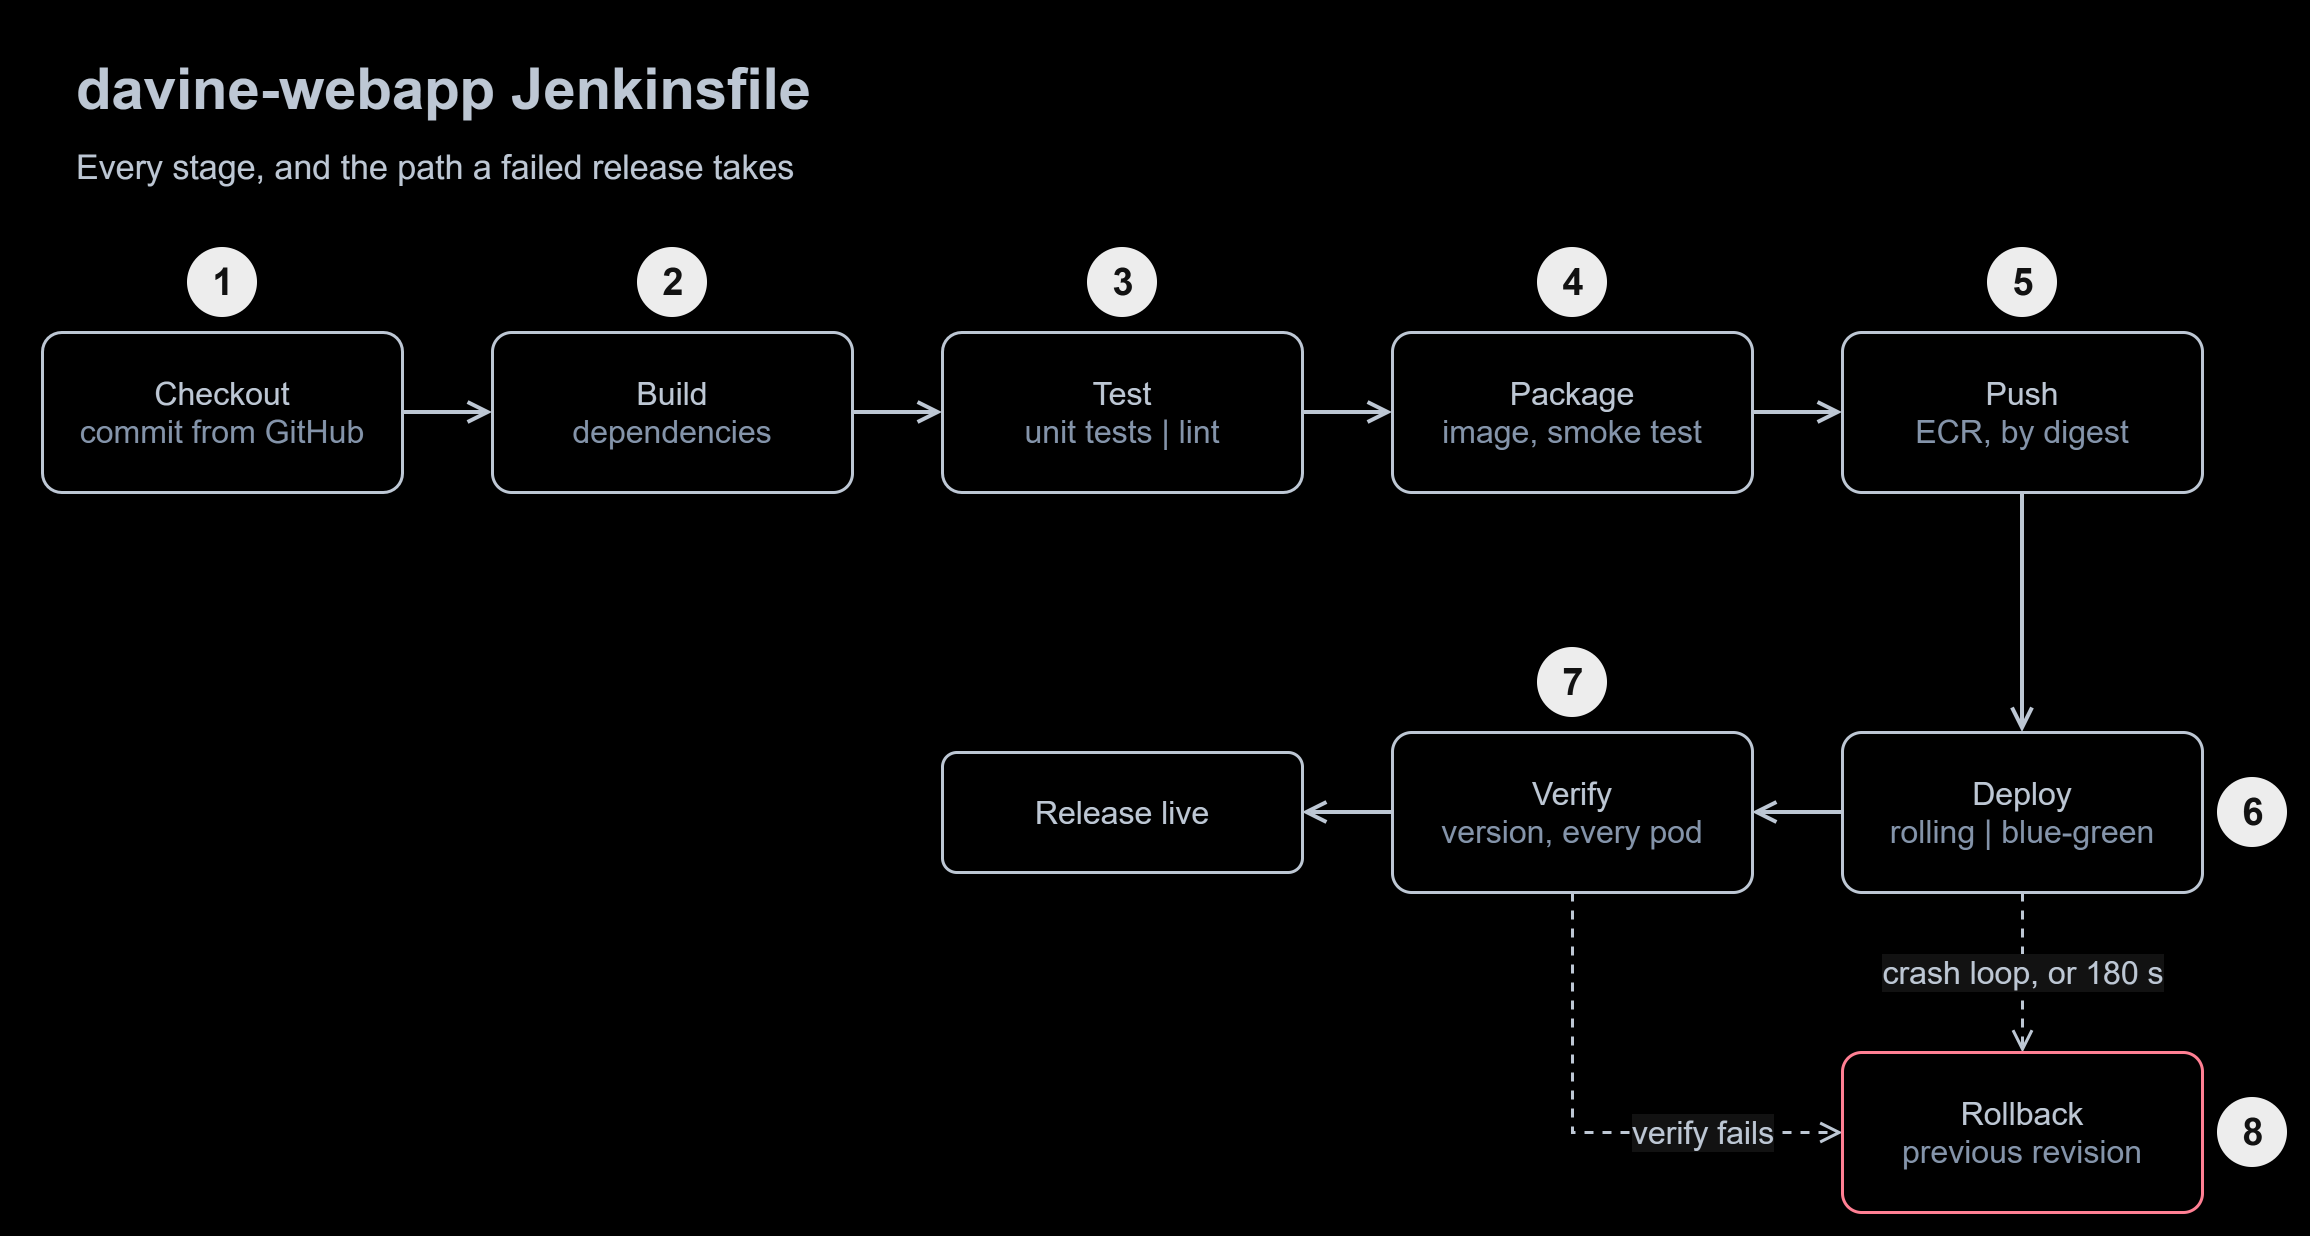 davine-webapp Jenkinsfile
Every stage, and the path a failed release takes
1
Checkout
commit from GitHub
2
Build
dependencies
3
Test
unit tests | lint
4
Package
image, smoke test
5
Push
ECR, by digest
6
Deploy
rolling | blue-green
7
Verify
version, every pod
Release live
crash loop, or 180 s
verify fails
8
Rollback
previous revision